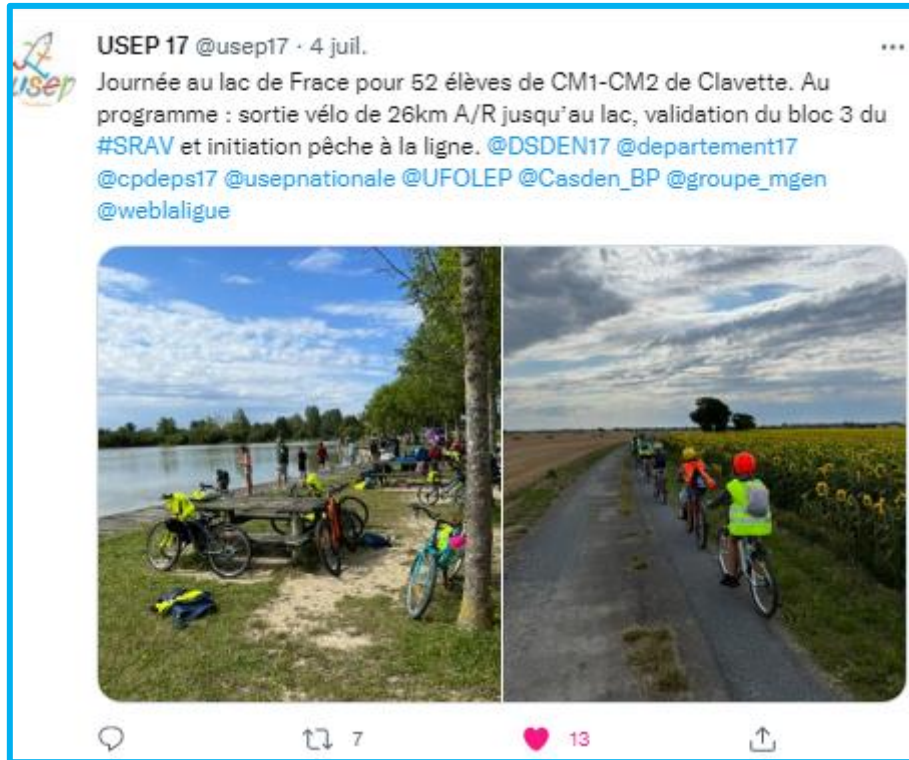 USEP 17 @usep17 · 4 juil.
usep
Journée au lac de Frace pour 52 élèves de CM1-CM2 de Clavette. Au
programme : sortie vélo de 26km A/R jusqu'au lac, validation du bloc 3 du
#SRAV et initiation pêche à la ligne. @DSDEN17 @departement17
@cpdeps17 @usepnationale @UFOLEP @Casden_BP @groupe_mgen
@weblaligue
7
13